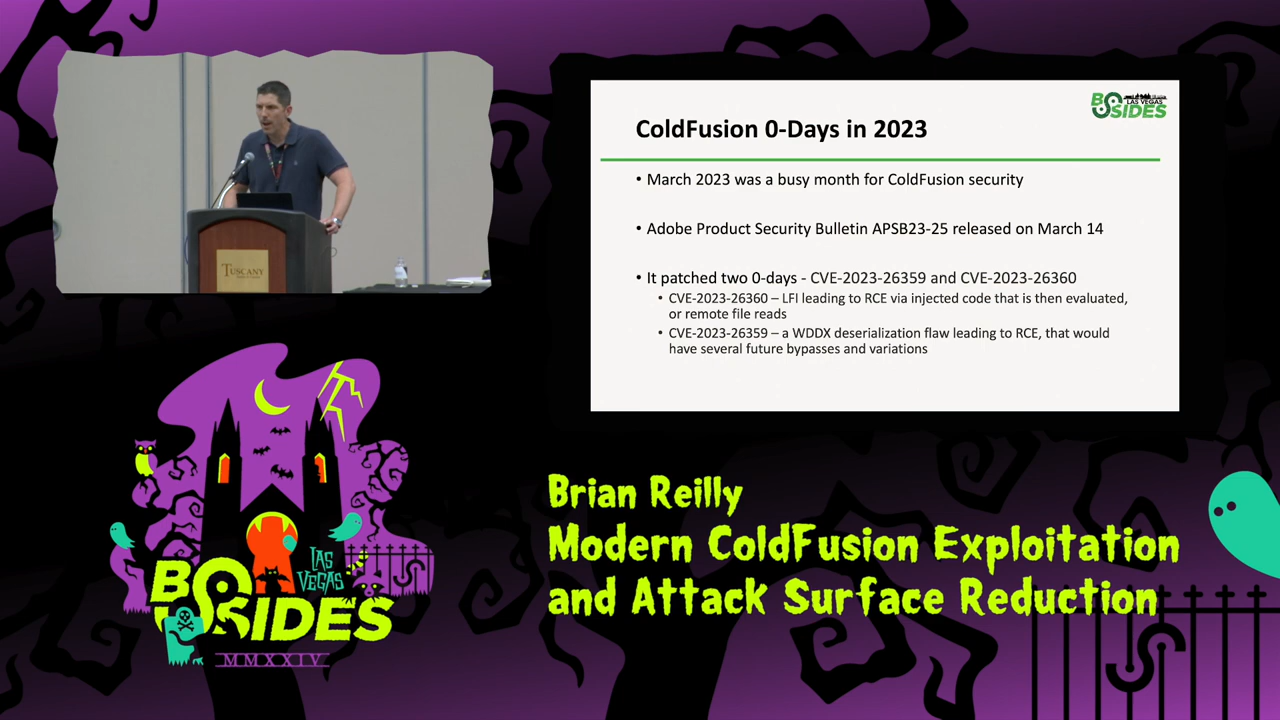 BSIDES
LAS VEGAS
ColdFusion 0-Days in 2023
• March 2023 was a busy month for ColdFusion security
• Adobe Product Security Bulletin APSB23-25 released on March 14
• It patched two 0-days - CVE-2023-26359 and CVE-2023-26360
• CVE-2023-26360 – LFI leading to RCE via injected code that is then evaluated,
or remote file reads
• CVE-2023-26359 – a WDDX deserialization flaw leading to RCE, that would
have several future bypasses and variations
TUSCANY
Brian Reilly
Modern ColdFusion Exploitation
and Attack Surface Reduction
LAS
VEGAS
BSIDES
MMXXIV